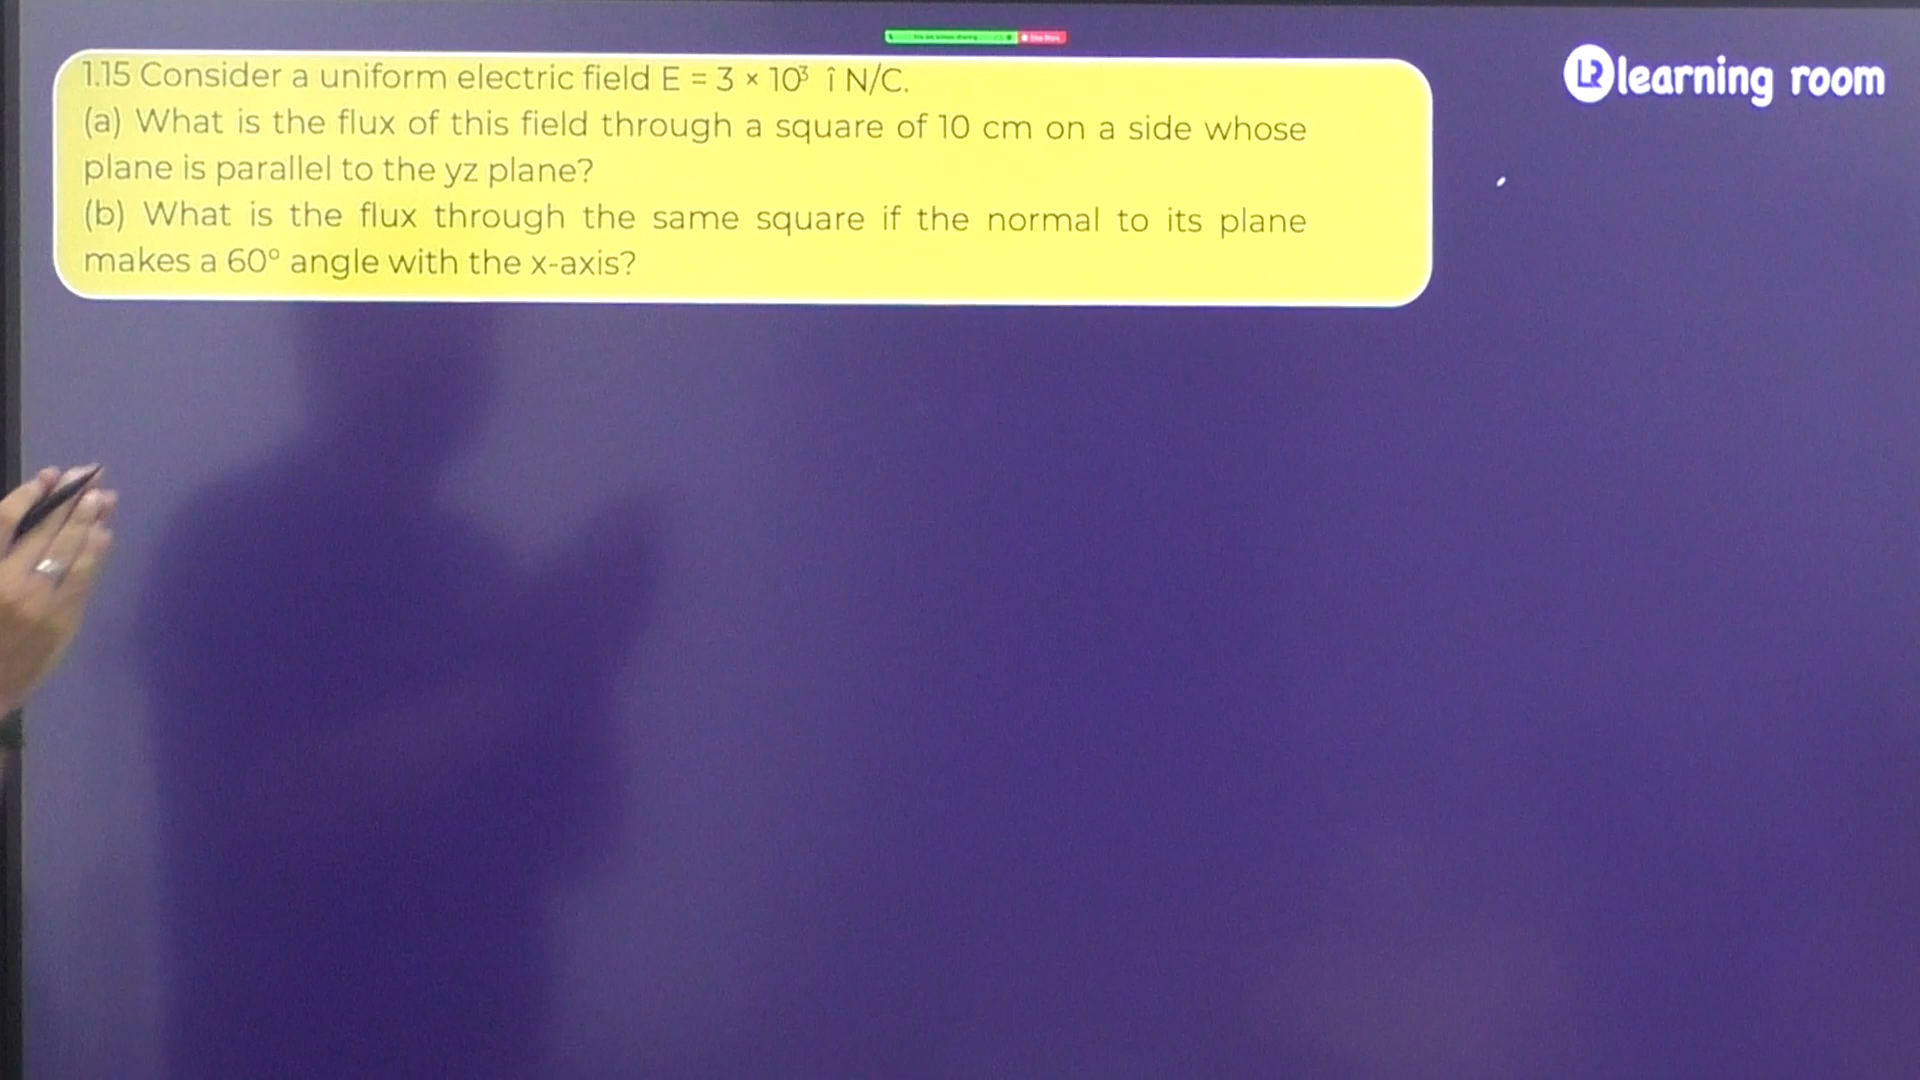 1.15 Consider a uniform electric field E = 3 × 10³ î N/C.
(a) What is the flux of this field through a square of 10 cm on a side whose
plane is parallel to the yz plane?
(b) What is the flux through the same square if the normal to its plane
makes a 60° angle with the x-axis?
LR learning room